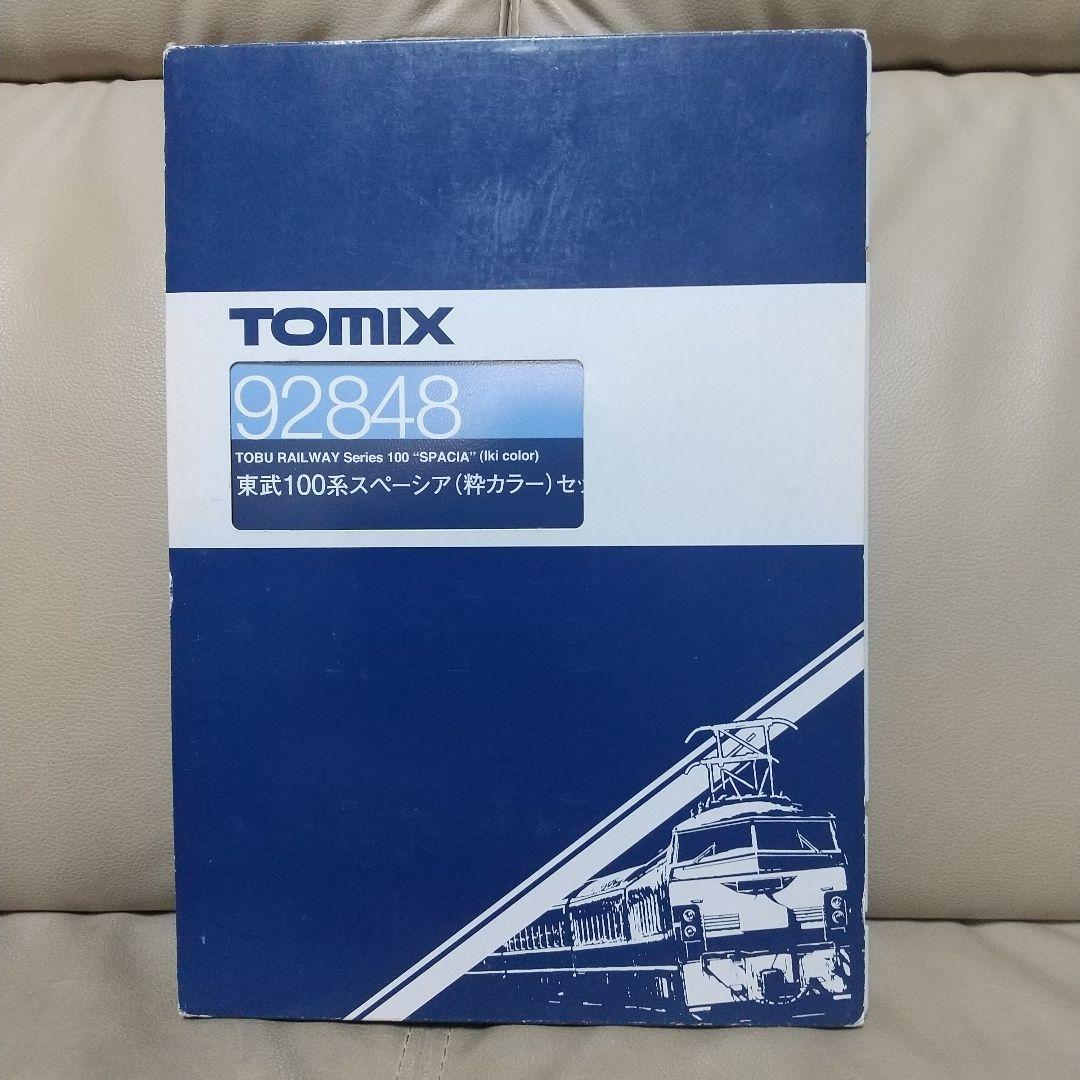 TOMIX
92848
TOBU RAILWAY Series 100 “SPACIA” (Iki color)
東武100系スペーシア(粋カラー)セッ